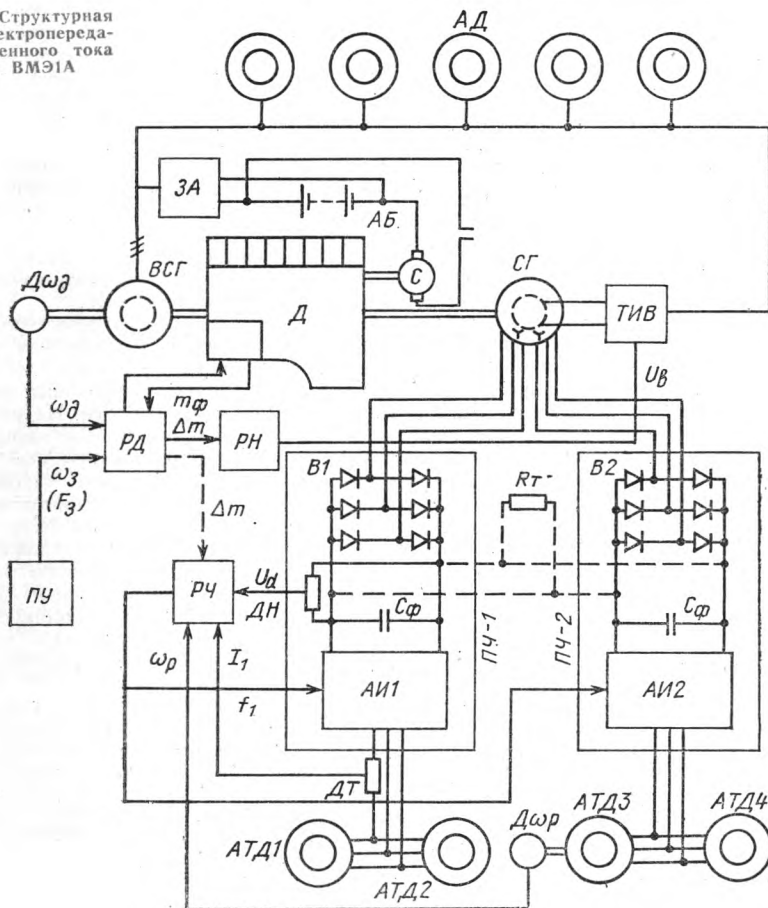 Структурная
ектропереда-
енного тока
ВМЭ1А
АД
ЗА
АБ
С
ВСГ
СГ
Дωд
Д
ТИВ
Uв
ωд
mф
Δm
РД
РН
ωз
(Fз)
В1
Rт
В2
Δm
ПУ
РЧ
Ud
ДН
Cф
ПЧ-1
ПЧ-2
Cф
ωр
I1
f1
АИ1
АИ2
ДТ
АТД1
АТД2
Дωр
АТД3
АТД4